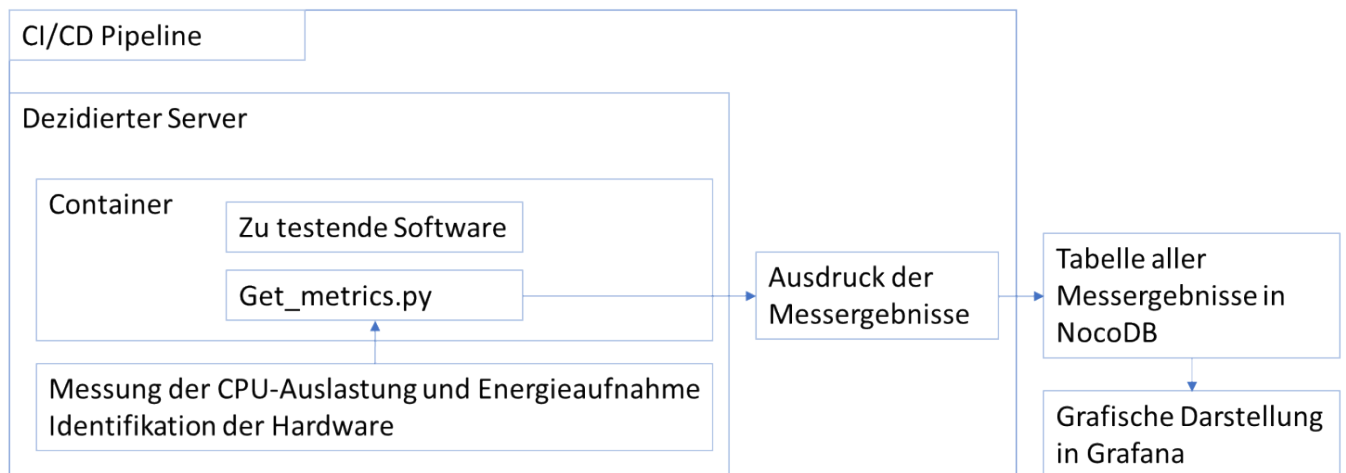 CI/CD Pipeline
Dezidierter Server
Container
Zu testende Software
Get_metrics.py
Messung der CPU-Auslastung und Energieaufnahme
Identifikation der Hardware
Ausdruck der
Messergebnisse
Tabelle aller
Messergebnisse in
NocoDB
Grafische Darstellung
in Grafana